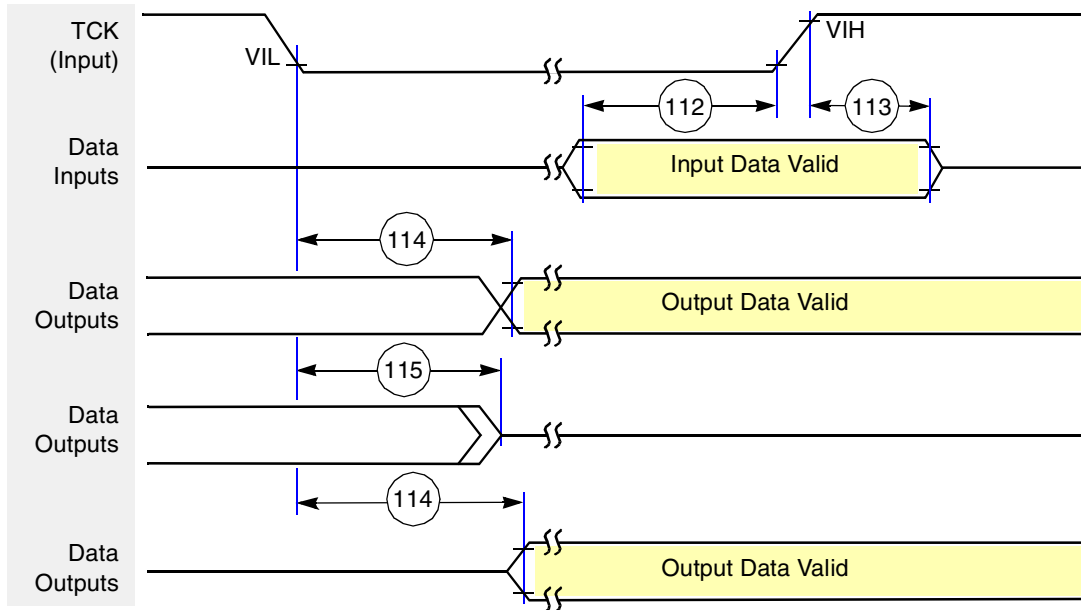 TCK
(Input)
VIL
VIH
112
113
Data
Inputs
Input Data Valid
114
Data
Outputs
Output Data Valid
115
Data
Outputs
114
Data
Outputs
Output Data Valid